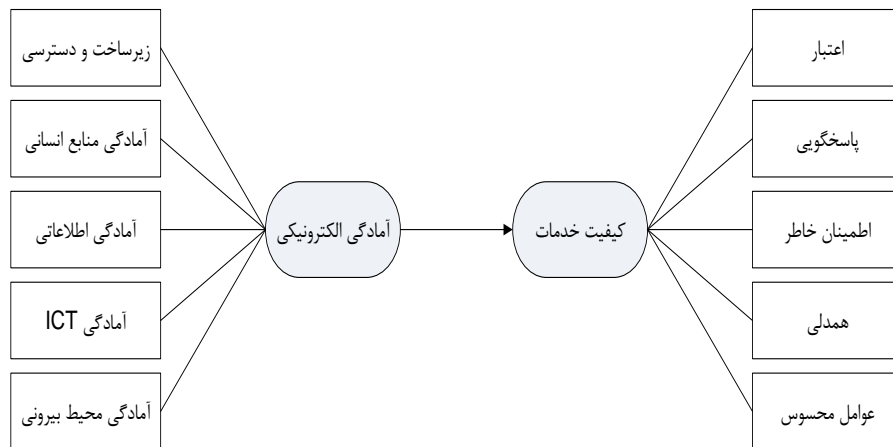 زیرساخت و دسترسی
آمادگی منابع انسانی
آمادگی اطلاعاتی
آمادگی ICT
آمادگی محیط بیرونی
آمادگی الکترونیکی
کیفیت خدمات
اعتبار
پاسخگویی
اطمینان خاطر
همدلی
عوامل محسوس